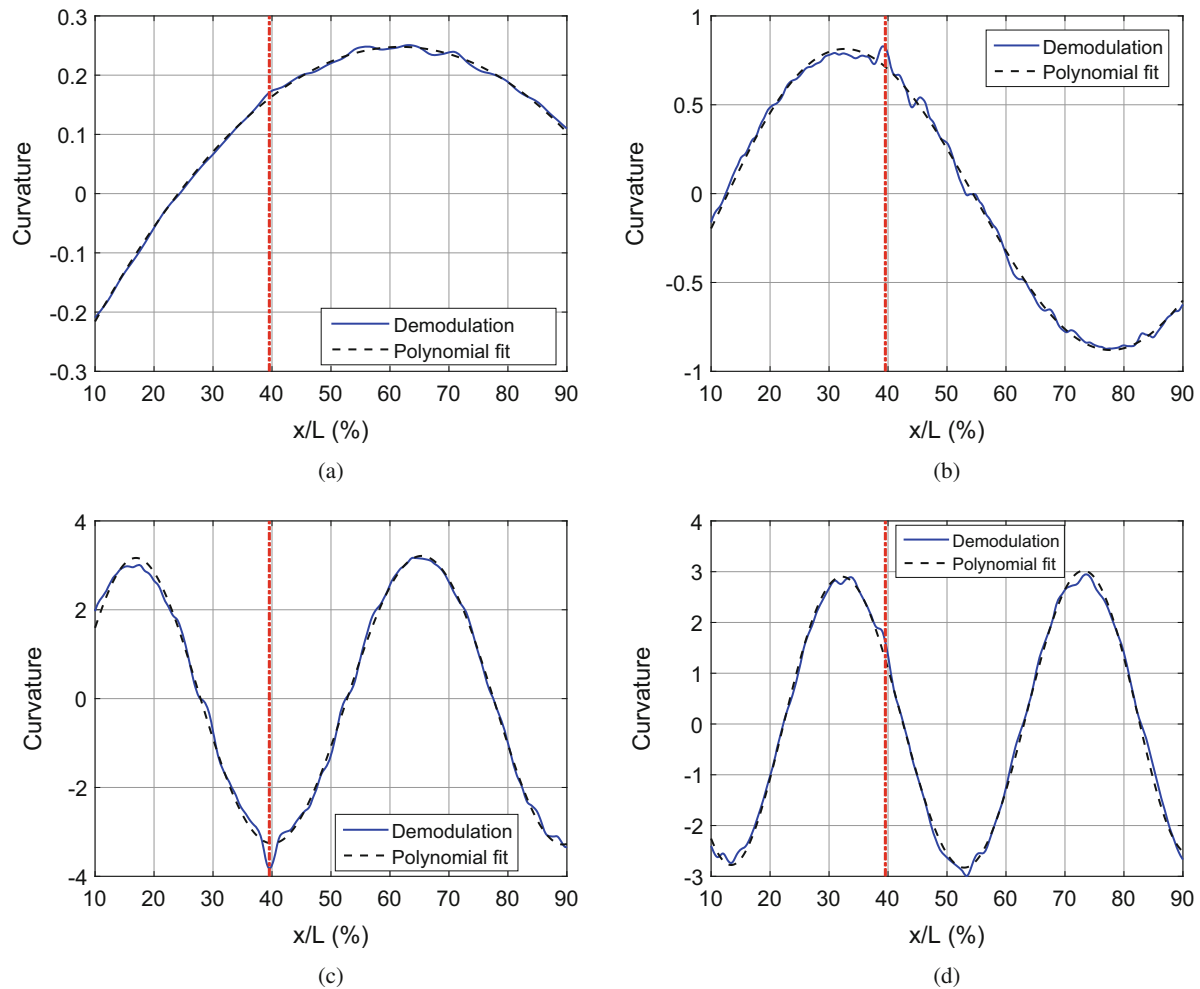 0.3
0.2
0.1
0
-0.1
-0.2
-0.3
Curvature
Demodulation
Polynomial fit
10 20 30 40 50 60 70 80 90
x/L (%)
(a)
1
0.5
0
-0.5
-1
Curvature
Demodulation
Polynomial fit
10 20 30 40 50 60 70 80 90
x/L (%)
(b)
4
2
0
-2
-4
Curvature
Demodulation
Polynomial fit
10 20 30 40 50 60 70 80 90
x/L (%)
(c)
4
3
2
1
0
-1
-2
-3
Curvature
Demodulation
Polynomial fit
10 20 30 40 50 60 70 80 90
x/L (%)
(d)